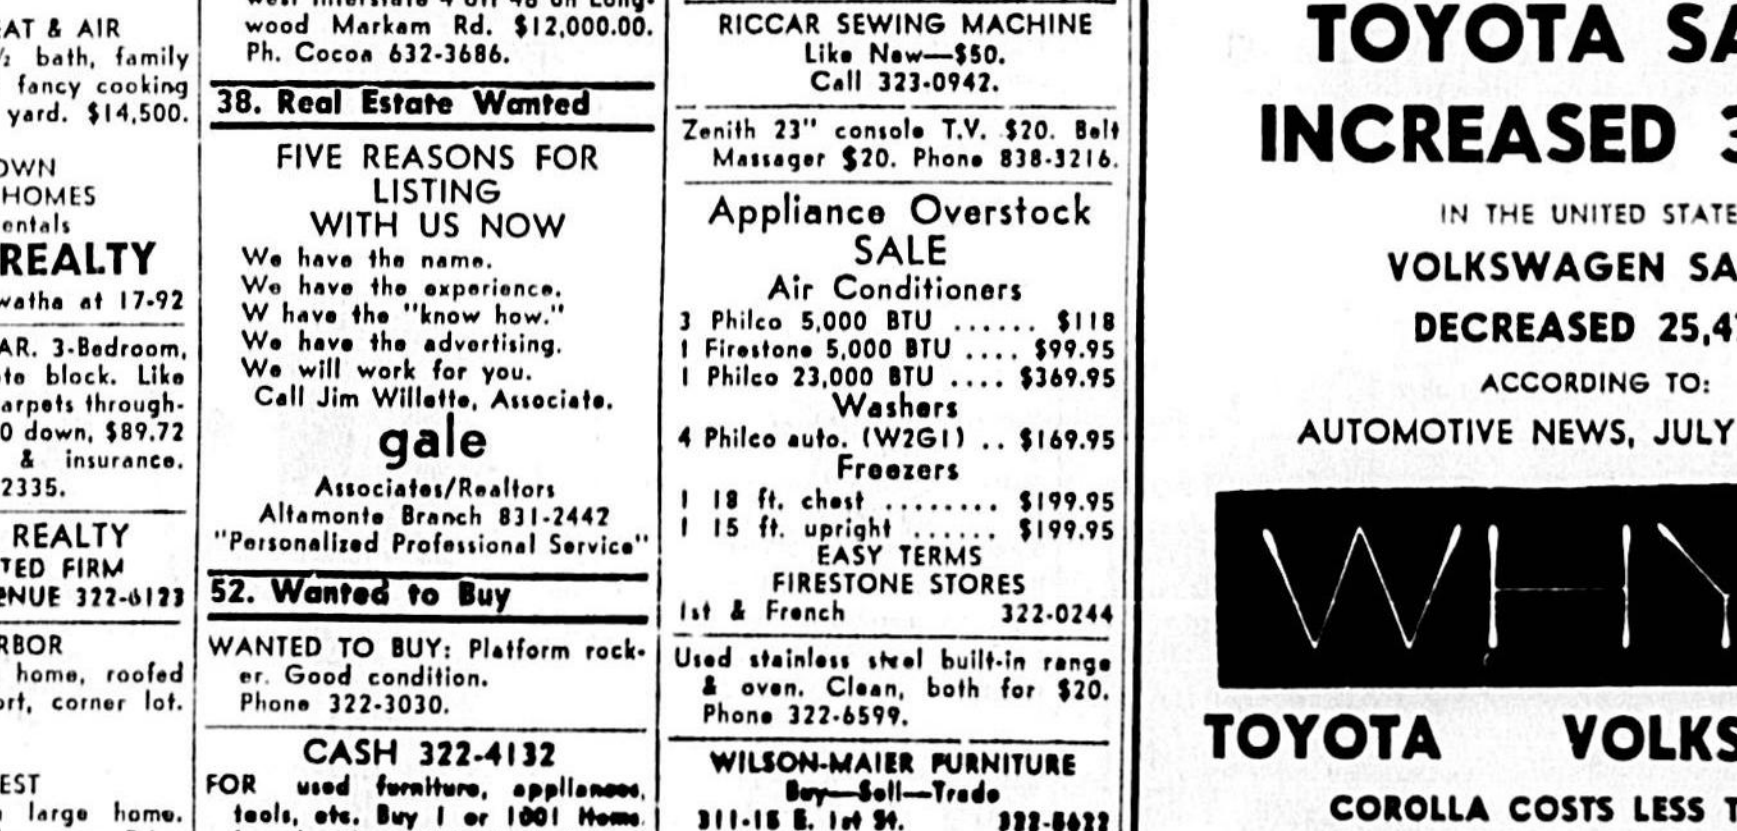 AT & AIR
½ bath, family
fancy cooking
yard. $14,500.
OWN
HOMES
entals
REALTY
watha at 17-92
AR. 3-Bedroom,
te block. Like
arpets through-
0 down, $89.72
& insurance.
2335.
REALTY
TED FIRM
ENUE 322-6123
RBOR
home, roofed
ort, corner lot.
EST
large home.
west Interstate 4 off 46 on Long-
wood Markam Rd. $12,000.00.
Ph. Cocoa 632-3686.
38. Real Estate Wanted
FIVE REASONS FOR
LISTING
WITH US NOW
We have the name.
We have the experience.
W have the "know how."
We have the advertising.
We will work for you.
Call Jim Willette, Associate.
gale
Associates/Realtors
Altamonte Branch 831-2442
"Personalized Professional Service"
52. Wanted to Buy
WANTED TO BUY: Platform rock-
er. Good condition.
Phone 322-3030.
CASH 322-4132
FOR used furniture, appliances,
tools, etc. Buy 1 or 1001 Items.
RICCAR SEWING MACHINE
Like New—$50.
Call 323-0942.
Zenith 23" console T.V. $20. Belt
Massager $20. Phone 838-3216.
Appliance Overstock
SALE
Air Conditioners
3 Philco 5,000 BTU ...... $118
1 Firestone 5,000 BTU .... $99.95
1 Philco 23,000 BTU .... $369.95
Washers
4 Philco auto. (W2G1) .. $169.95
Freezers
1 18 ft. chest ........ $199.95
1 15 ft. upright ...... $199.95
EASY TERMS
FIRESTONE STORES
1st & French 322-0244
Used stainless steel built-in range
& oven. Clean, both for $20.
Phone 322-6599.
WILSON-MAIER FURNITURE
Buy—Sell—Trade
311-15 E. 1st St. 322-5622
TOYOTA SA
INCREASED 3
IN THE UNITED STATE
VOLKSWAGEN SA
DECREASED 25,4
ACCORDING TO:
AUTOMOTIVE NEWS, JULY
WHY
TOYOTA VOLKS
COROLLA COSTS LESS T